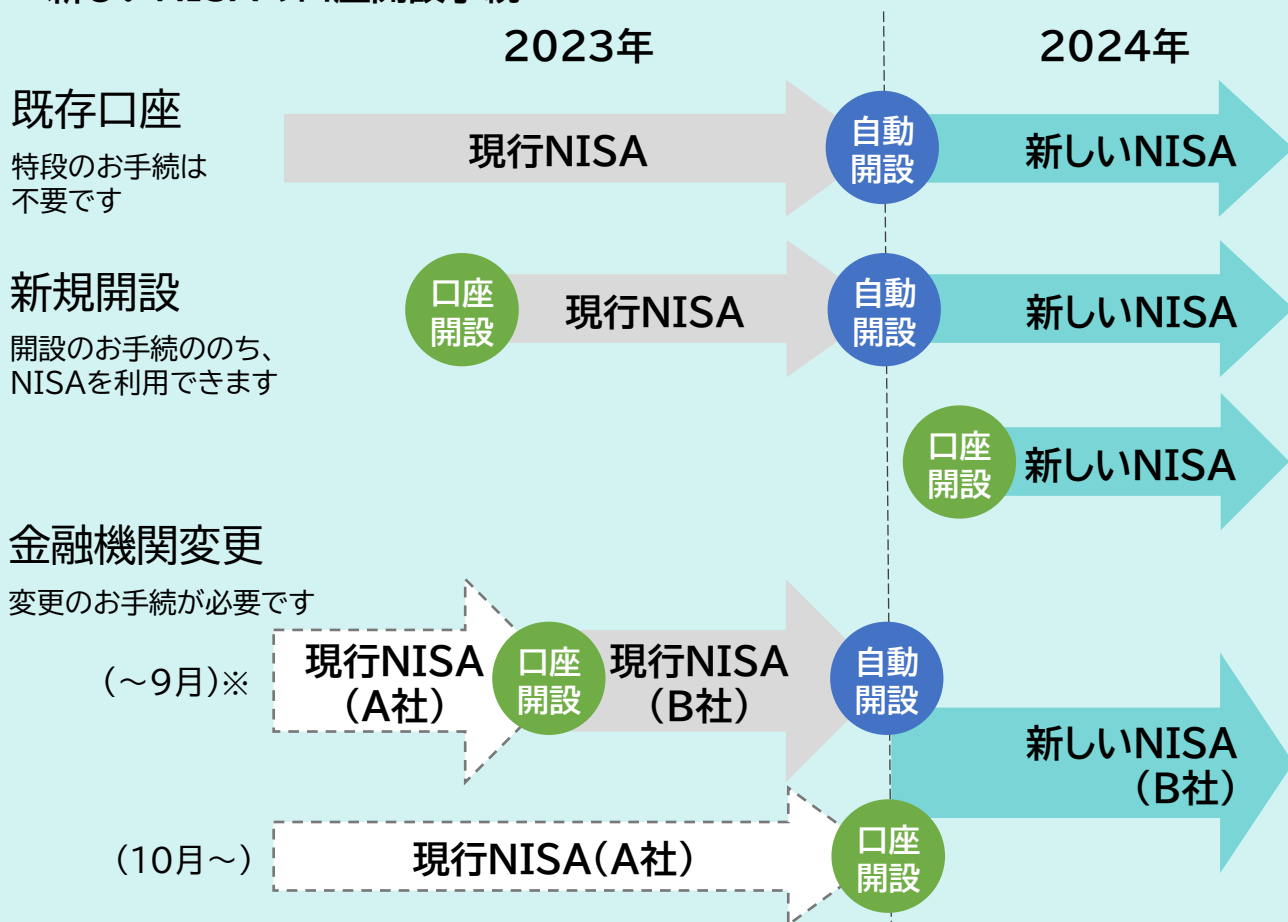 2023年
2024年
既存口座
特段のお手続は
不要です
現行NISA
自動
開設
新しいNISA
新規開設
開設のお手続ののち、
NISAを利用できます
口座
開設
現行NISA
自動
開設
新しいNISA
口座
開設
新しいNISA
金融機関変更
変更のお手続が必要です
(～9月)※
現行NISA
(A社)
口座
開設
現行NISA
(B社)
自動
開設
新しいNISA
(B社)
(10月～)
現行NISA(A社)
口座
開設